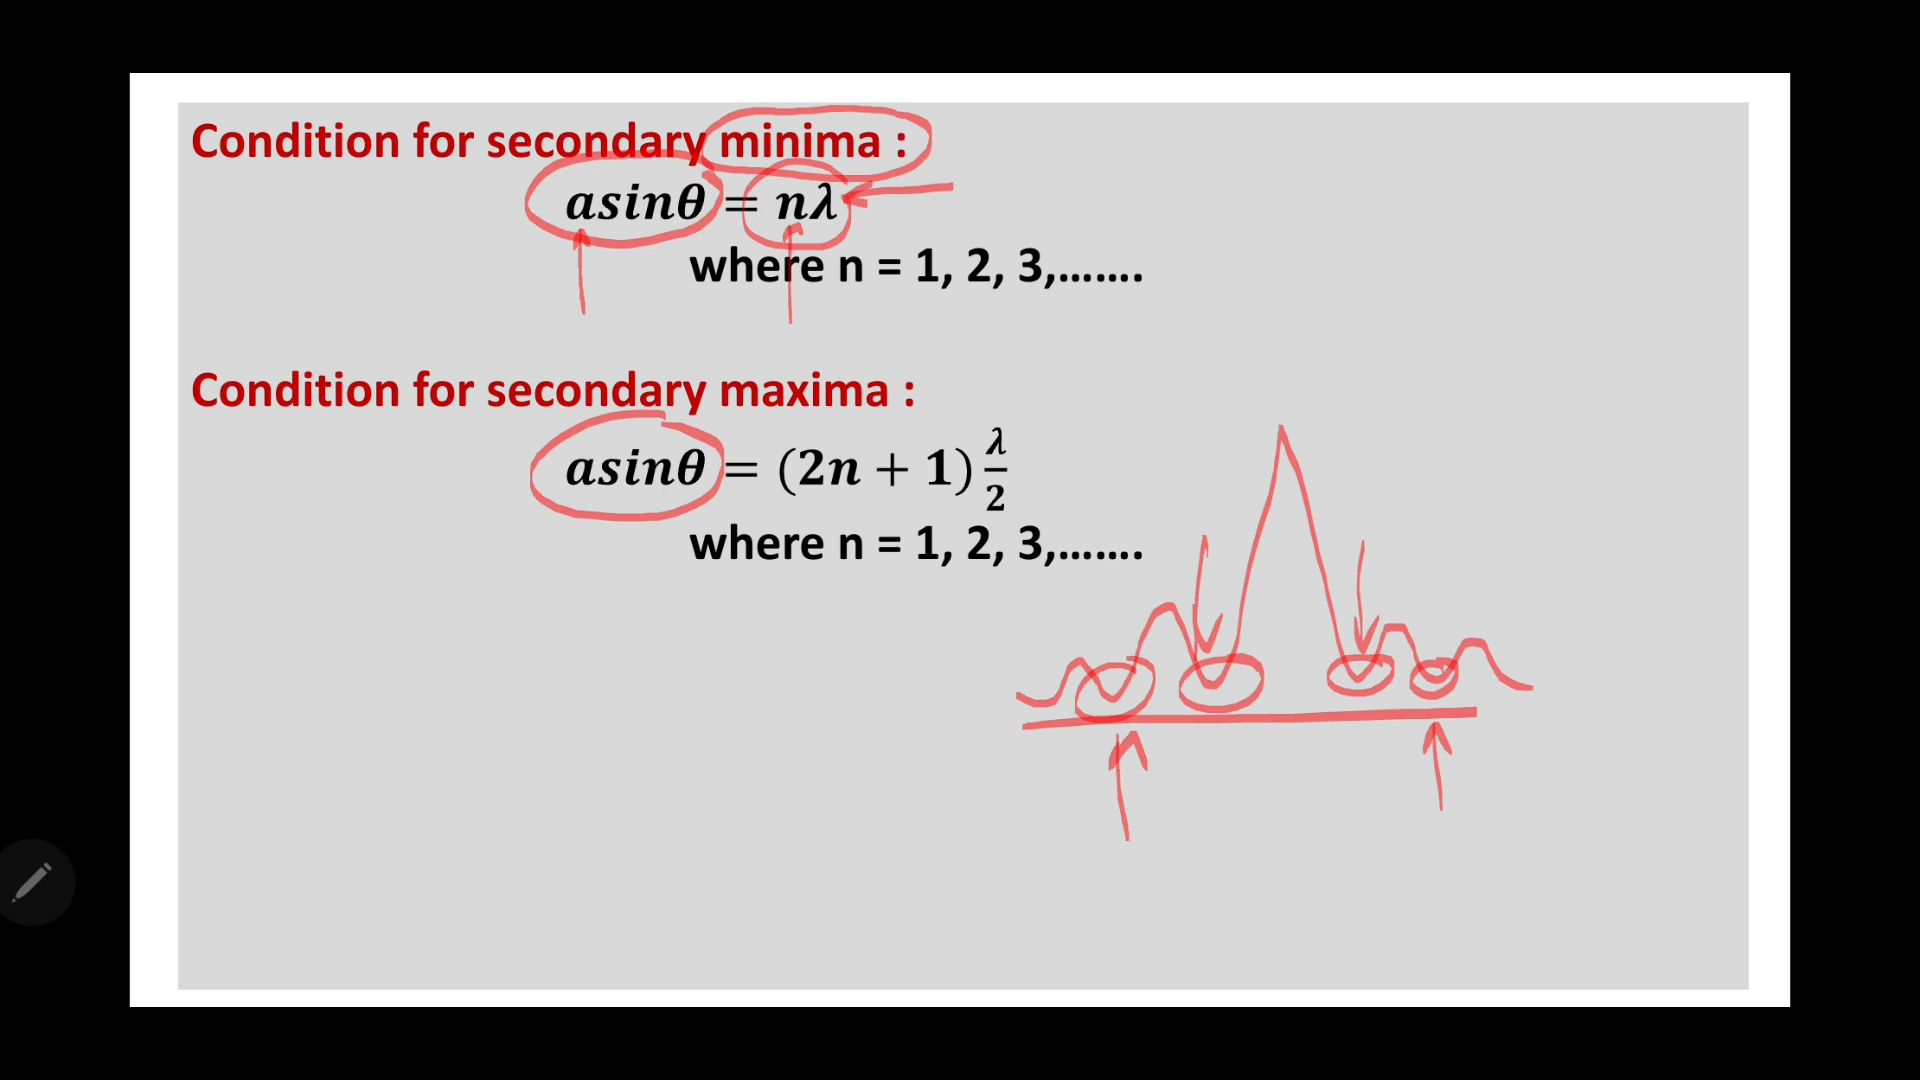 Condition for secondary minima :
asinθ = nλ
where n = 1, 2, 3,.......
Condition for secondary maxima :
asinθ = (2n + 1) λ/2
where n = 1, 2, 3,.......